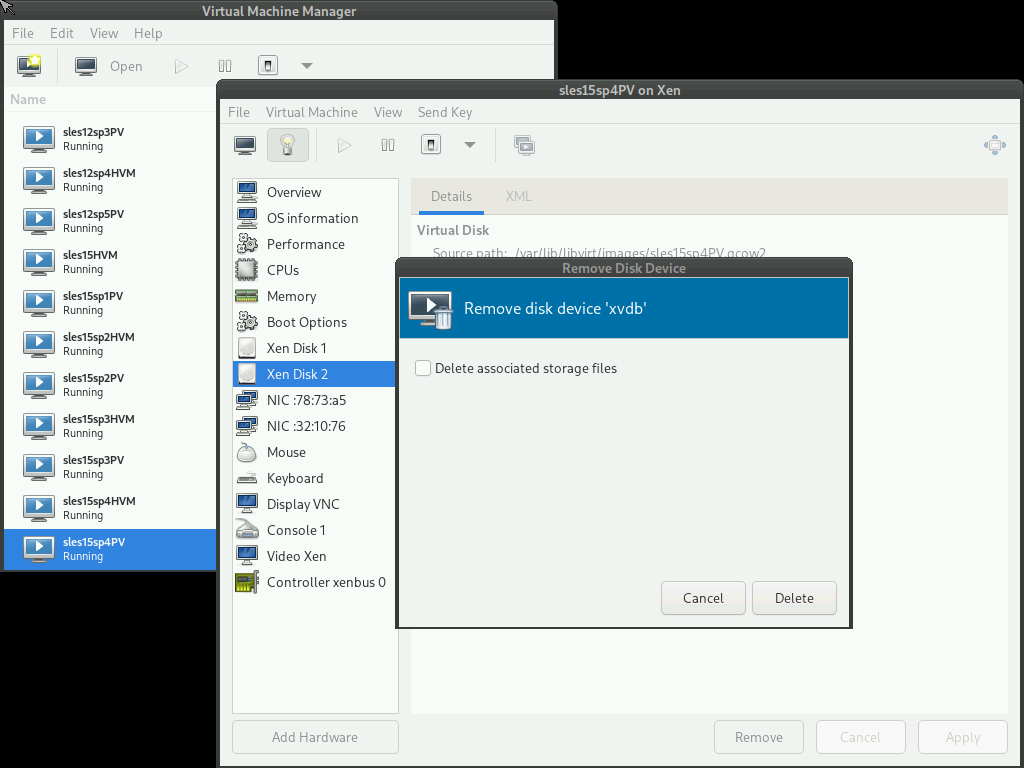 Virtual Machine Manager
File Edit View Help
Open
Name
sles12sp3PV
Running
sles12sp4HVM
Running
sles12sp5PV
Running
sles15HVM
Running
sles15sp1PV
Running
sles15sp2HVM
Running
sles15sp2PV
Running
sles15sp3HVM
Running
sles15sp3PV
Running
sles15sp4HVM
Running
sles15sp4PV
Running
sles15sp4PV on Xen
File Virtual Machine View Send Key
Overview
OS information
Performance
CPUs
Memory
Boot Options
Xen Disk 1
Xen Disk 2
NIC :78:73:a5
NIC :32:10:76
Mouse
Keyboard
Display VNC
Console 1
Video Xen
Controller xenbus 0
Add Hardware
Details XML
Virtual Disk
Source path: /var/lib/libvirt/images/sles15sp4PV.qcow2
Remove Disk Device
Remove disk device 'xvdb'
Delete associated storage files
Cancel Delete
Remove Cancel Apply